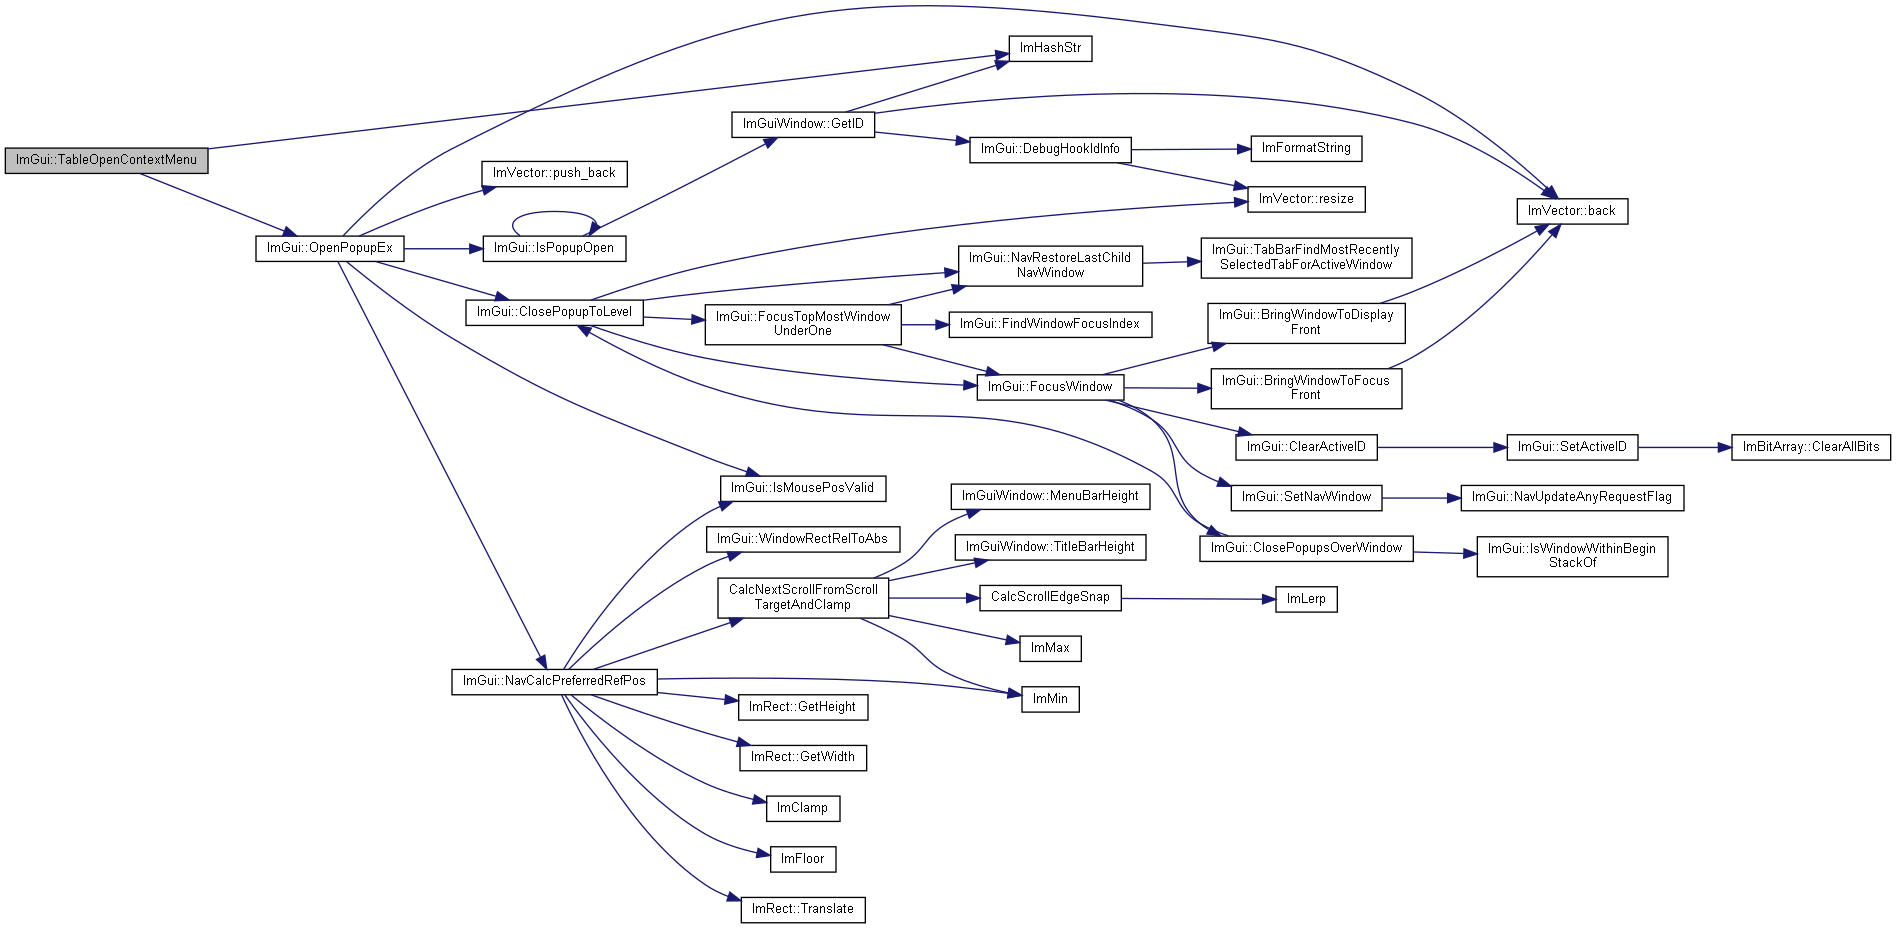 ImHashStr
ImGuiWindow::GetID
ImGui::DebugHookIdInfo
ImFormatString
ImGui::TableOpenContextMenu
ImVector::push_back
ImVector::resize
ImVector::back
ImGui::OpenPopupEx
ImGui::IsPopupOpen
ImGui::NavRestoreLastChild
NavWindow
ImGui::TabBarFindMostRecently
SelectedTabForActiveWindow
ImGui::ClosePopupToLevel
ImGui::FocusTopMostWindow
UnderOne
ImGui::FindWindowFocusIndex
ImGui::BringWindowToDisplay
Front
ImGui::FocusWindow
ImGui::BringWindowToFocus
Front
ImGui::ClearActiveID
ImGui::SetActiveID
ImBitArray::ClearAllBits
ImGui::IsMousePosValid
ImGuiWindow::MenuBarHeight
ImGui::SetNavWindow
ImGui::NavUpdateAnyRequestFlag
ImGui::WindowRectRelToAbs
ImGuiWindow::TitleBarHeight
ImGui::ClosePopupsOverWindow
ImGui::IsWindowWithinBegin
StackOf
CalcNextScrollFromScroll
TargetAndClamp
CalcScrollEdgeSnap
ImLerp
ImMax
ImGui::NavCalcPreferredRefPos
ImMin
ImRect::GetHeight
ImRect::GetWidth
ImClamp
ImFloor
ImRect::Translate